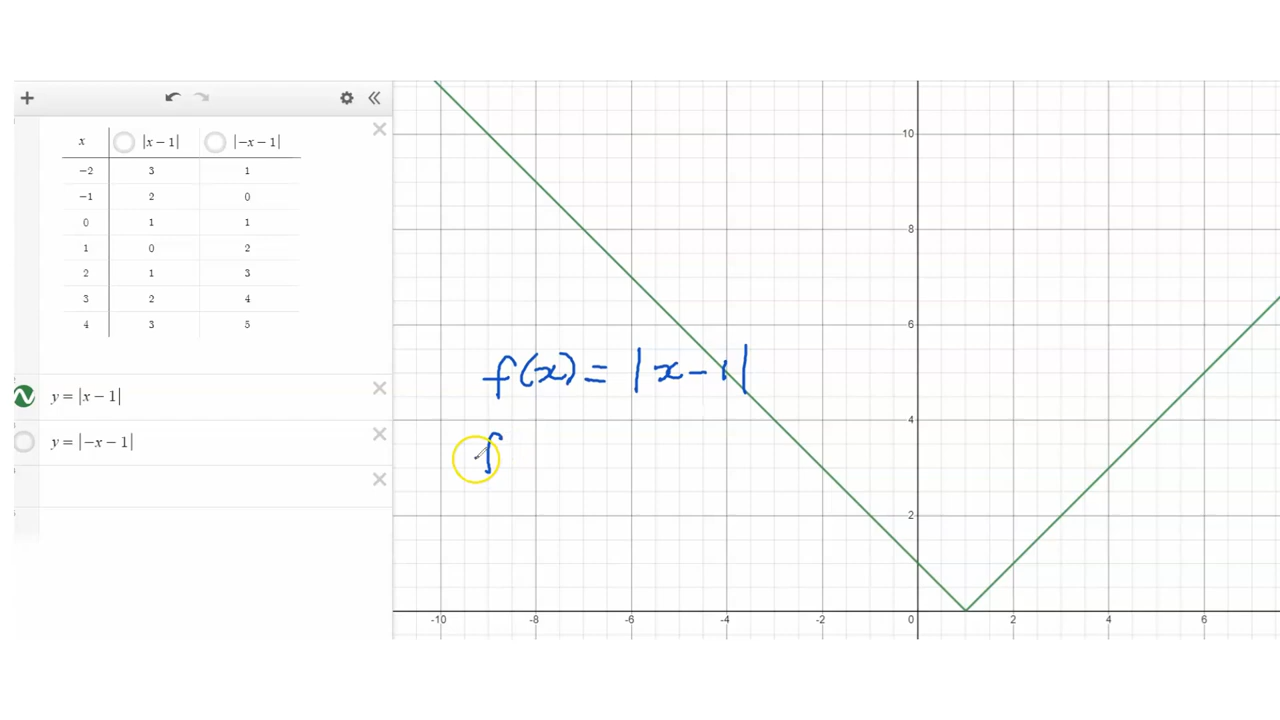 x |x−1| |−x−1|
−2 3 1
−1 2 0
0 1 1
1 0 2
2 1 3
3 2 4
4 3 5
y = |x − 1|
y = |−x − 1|
10
8
6
4
2
f(x) = |x−1|
f
-10 -8 -6 -4 -2 0 2 4 6